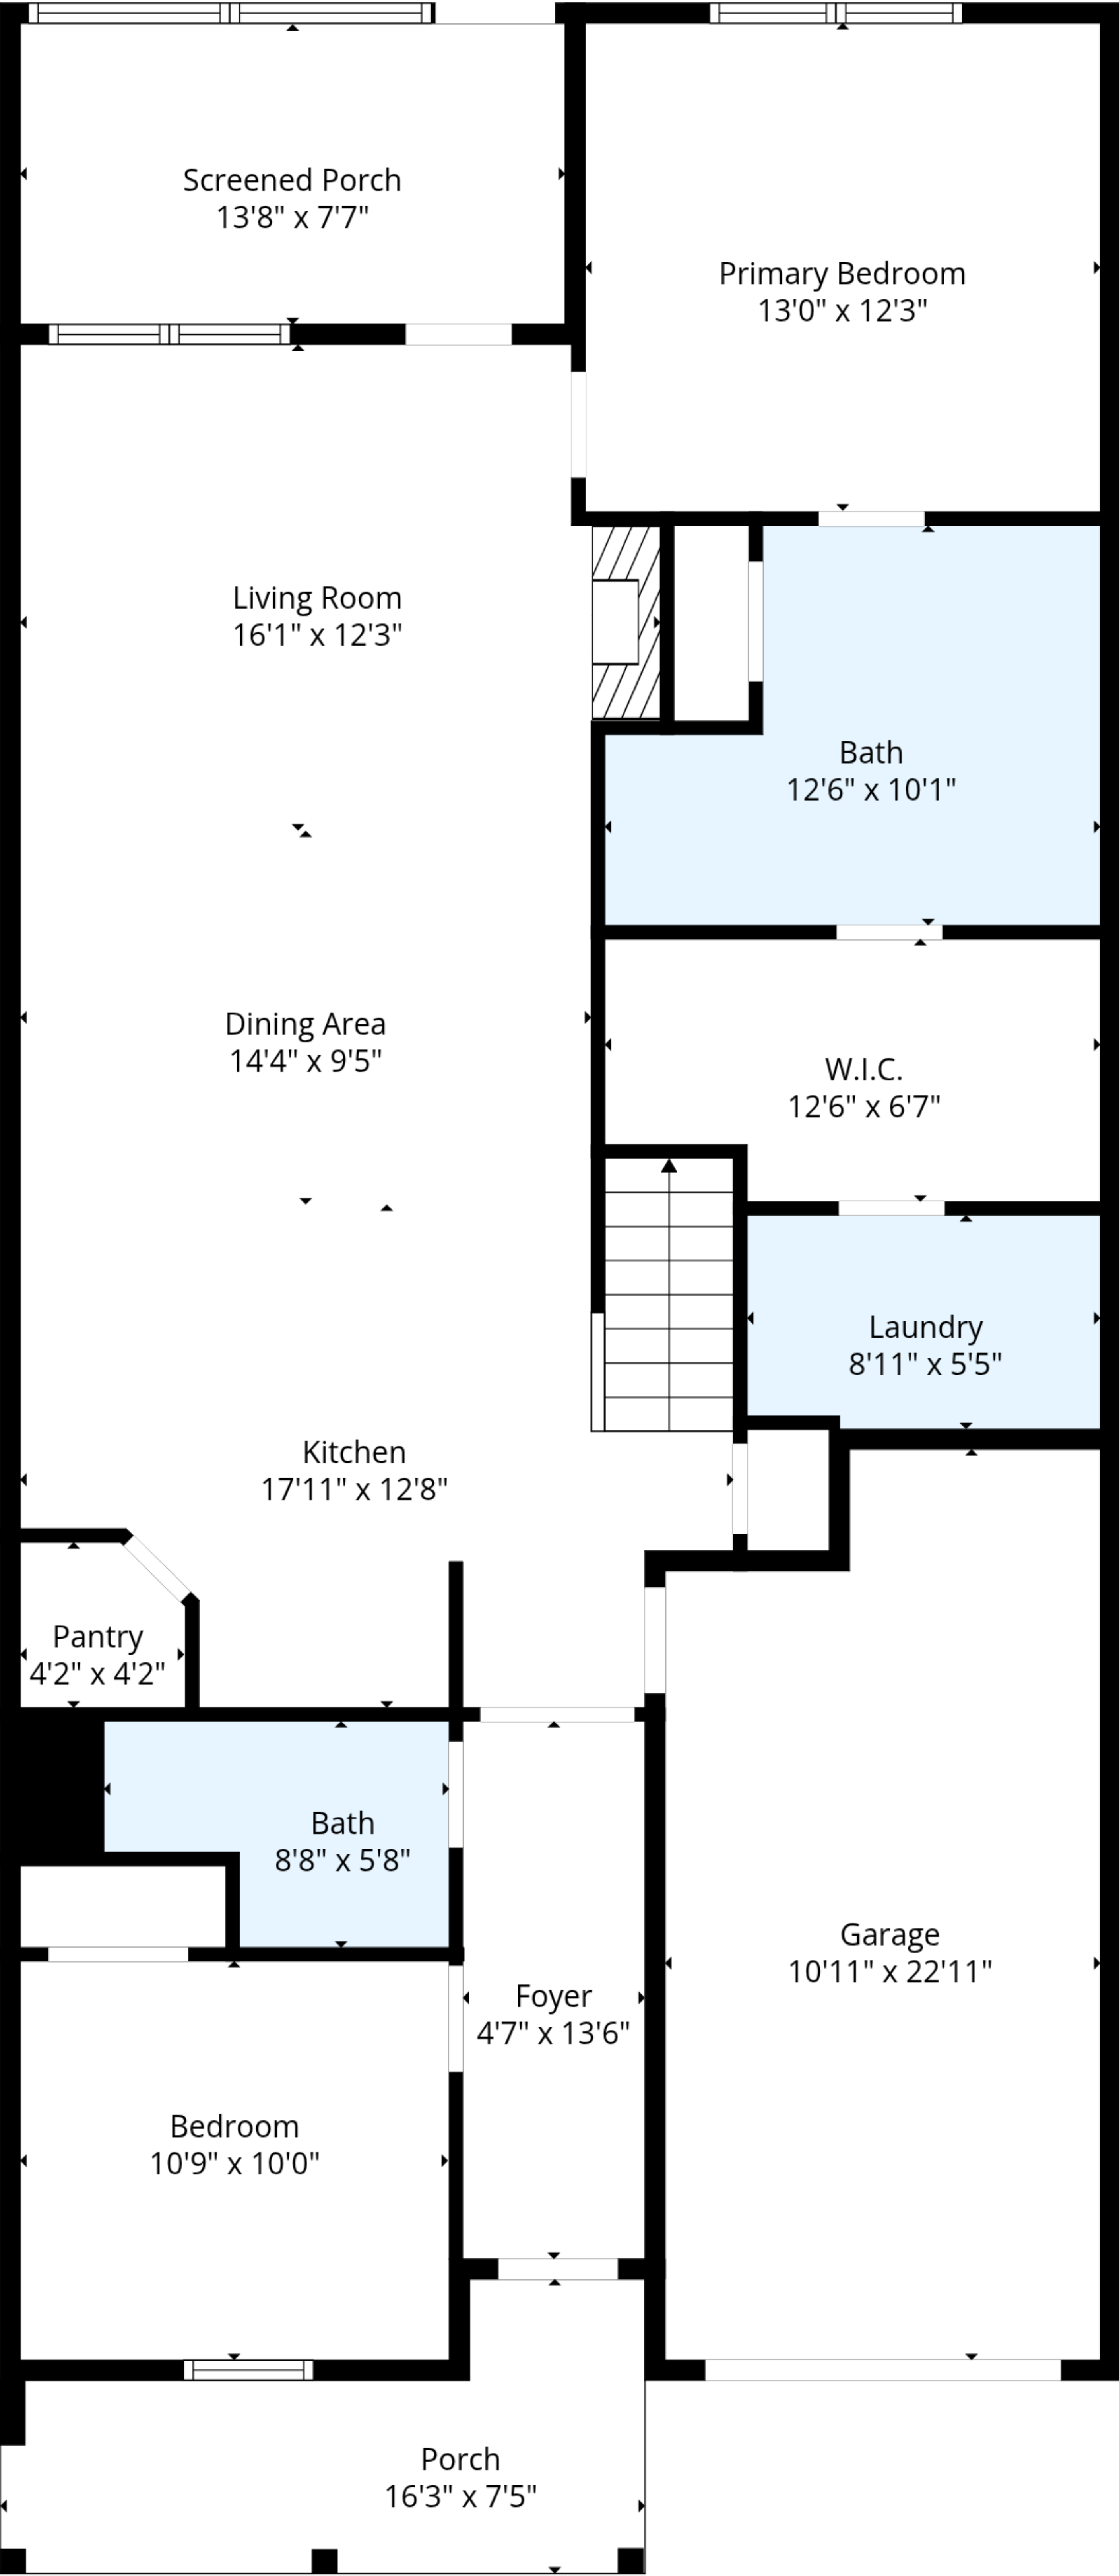 Screened Porch
13'8" x 7'7"
Primary Bedroom
13'0" x 12'3"
Living Room
16'1" x 12'3"
Bath
12'6" x 10'1"
Dining Area
14'4" x 9'5"
W.I.C.
12'6" x 6'7"
Laundry
8'11" x 5'5"
Kitchen
17'11" x 12'8"
Pantry
4'2" x 4'2"
Bath
8'8" x 5'8"
Garage
10'11" x 22'11"
Foyer
4'7" x 13'6"
Bedroom
10'9" x 10'0"
Porch
16'3" x 7'5"